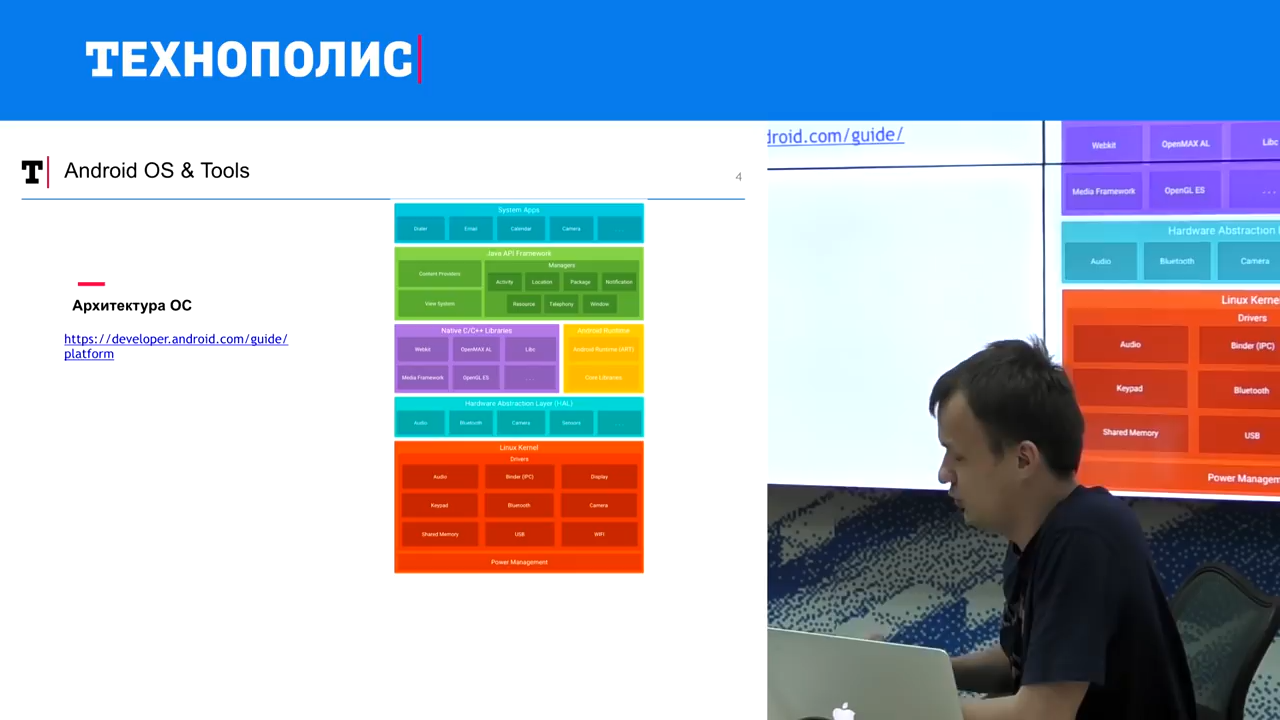 ТЕХНОПОЛИС
T
Android OS & Tools
4
Архитектура ОС
https://developer.android.com/guide/
platform
System Apps
Dialer
Email
Calendar
Camera
Java API Framework
Content Providers
View System
Managers
Activity
Location
Package
Notification
Resource
Telephony
Window
Native C/C++ Libraries
Webkit
OpenMAX AL
Libc
Media Framework
OpenGL ES
. . .
Android Runtime
Android Runtime (ART)
Core Libraries
Hardware Abstraction Layer (HAL)
Audio
Bluetooth
Camera
Sensors
Linux Kernel
Drivers
Audio
Binder (IPC)
Display
Keypad
Bluetooth
Camera
Shared Memory
USB
WIFI
Power Management
droid.com/guide/
Webkit
OpenMAX AL
Libc
Media Framework
OpenGL ES
. . .
Hardware Abstraction
Audio
Bluetooth
Camera
Linux Kerne
Drivers
Audio
Binder (IPC)
Keypad
Bluetooth
Shared Memory
USB
Power Managem